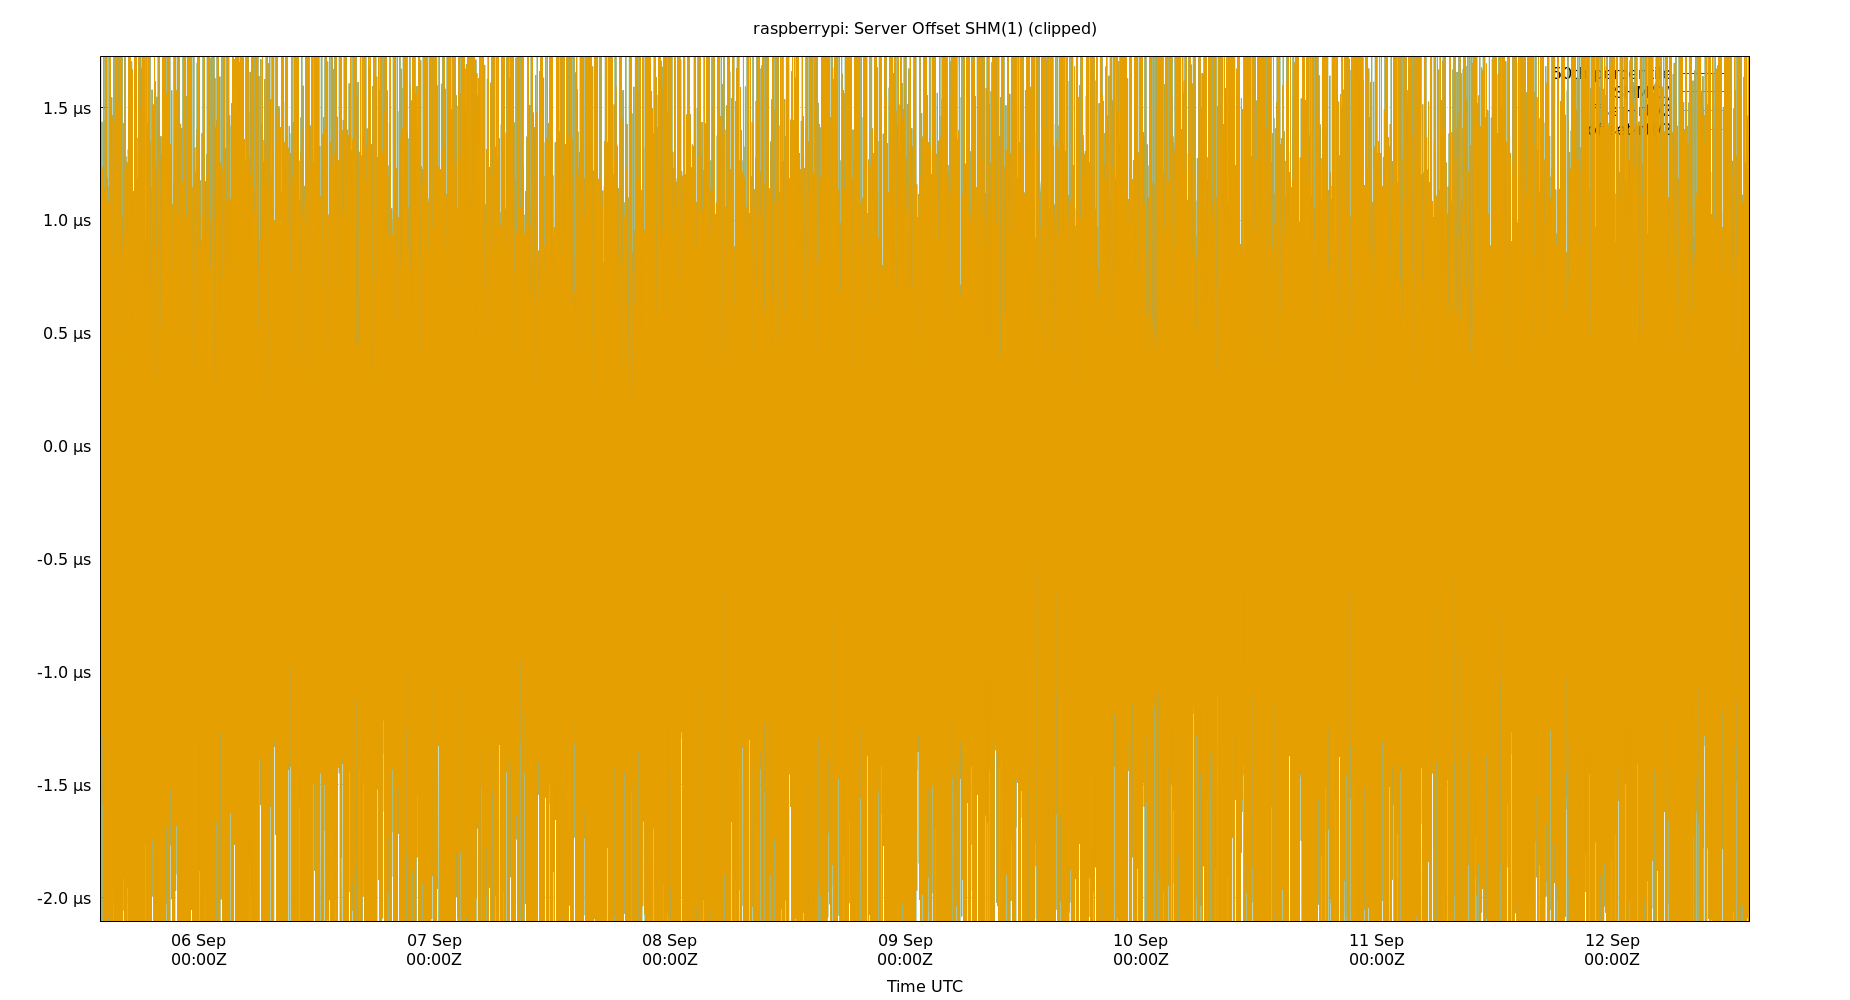 raspberrypi: Server Offset SHM(1) (clipped)
1.5 µs
1.0 µs
0.5 µs
0.0 µs
-0.5 µs
-1.0 µs
-1.5 µs
-2.0 µs
06 Sep 07 Sep 08 Sep 09 Sep 10 Sep 11 Sep 12 Sep
00:00Z 00:00Z 00:00Z 00:00Z 00:00Z 00:00Z 00:00Z
Time UTC